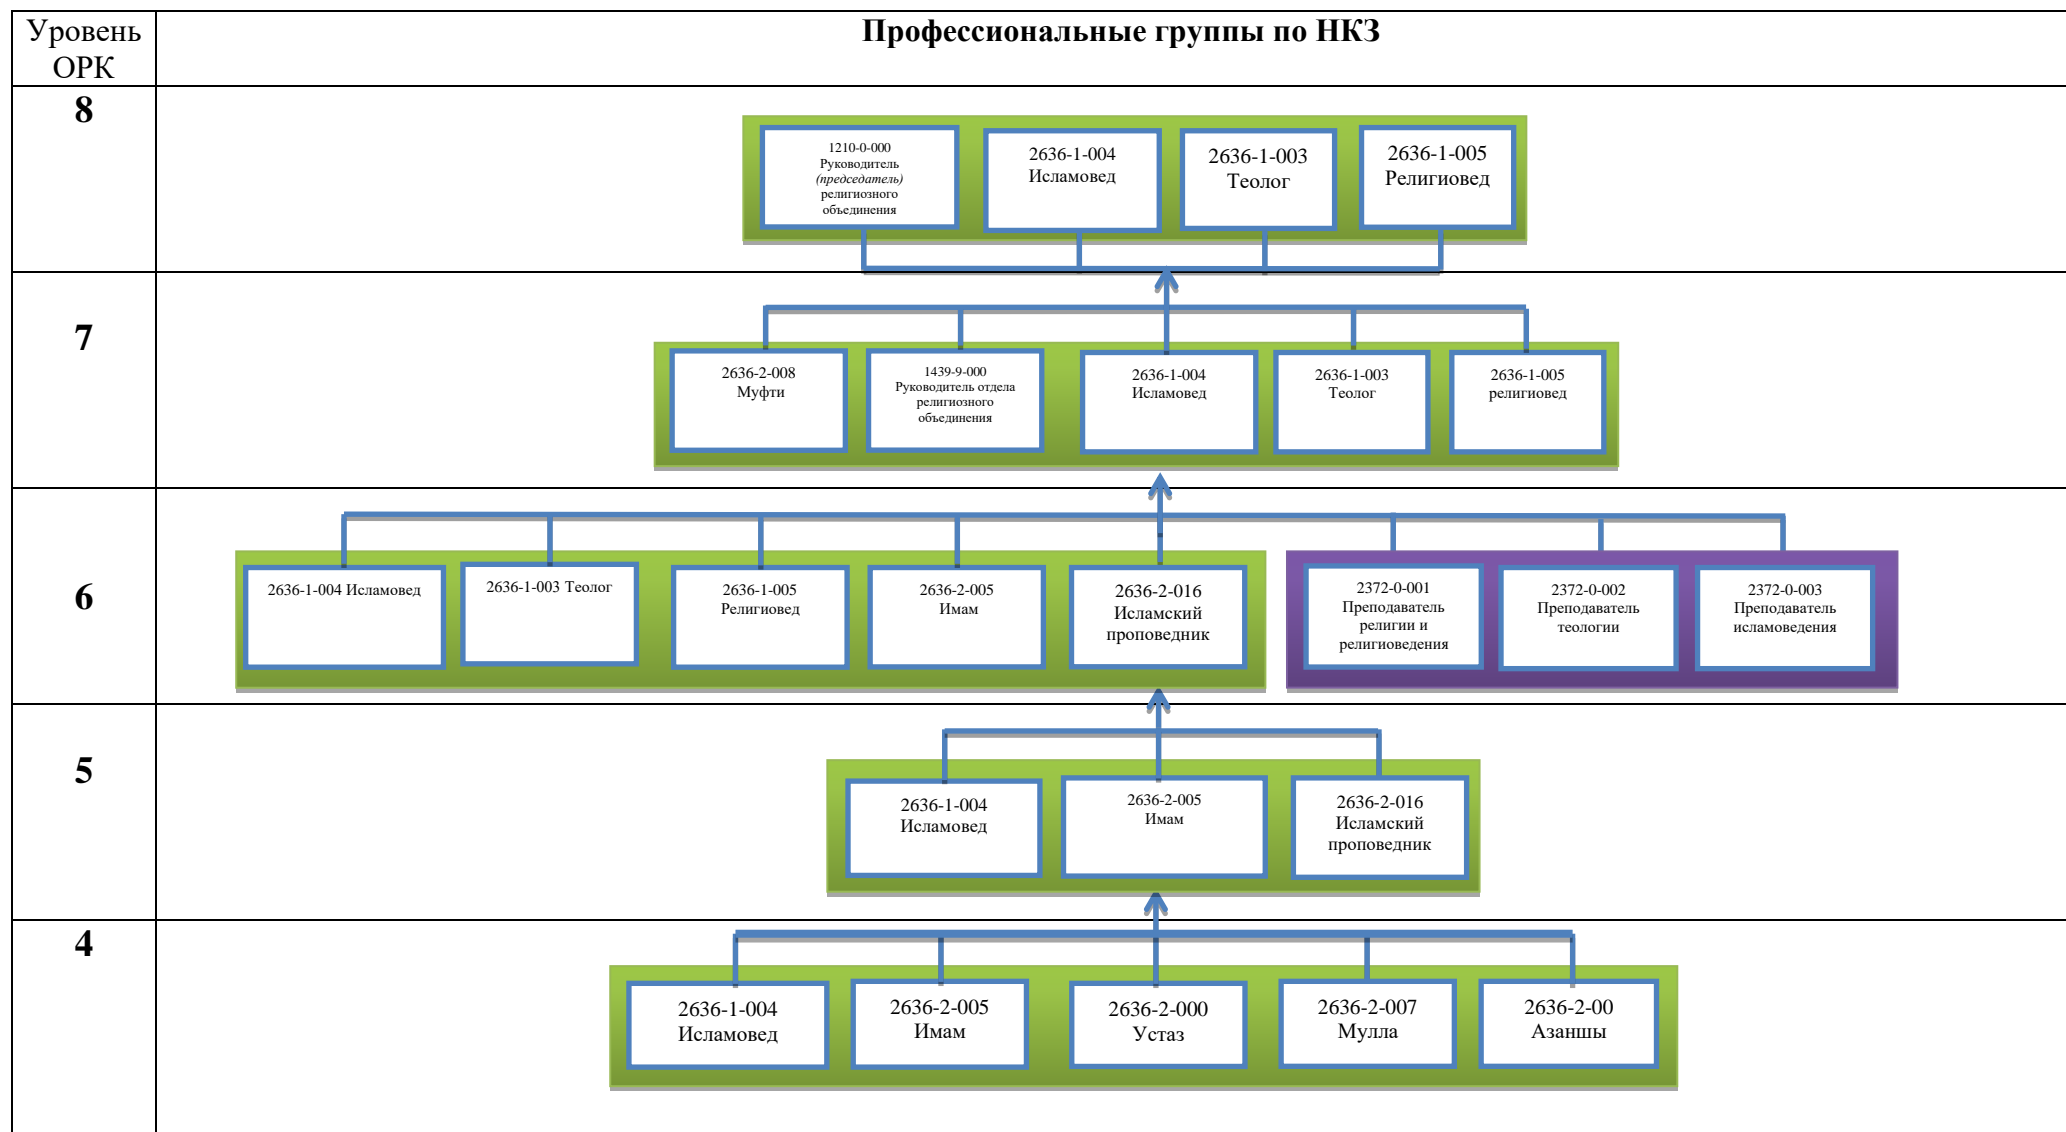 Уровень
ОРК
Профессиональные группы по НКЗ
8
1210-0-000
Руководитель
(председатель)
религиозного
объединения
2636-1-004
Исламовед
2636-1-003
Теолог
2636-1-005
Религиовед
7
2636-2-008
Муфти
1439-9-000
Руководитель отдела
религиозного
объединения
2636-1-004
Исламовед
2636-1-003
Теолог
2636-1-005
религиовед
6
2636-1-004 Исламовед
2636-1-003 Теолог
2636-1-005
Религиовед
2636-2-005
Имам
2636-2-016
Исламский
проповедник
2372-0-001
Преподаватель
религии и
религиоведения
2372-0-002
Преподаватель
теологии
2372-0-003
Преподаватель
исламоведения
5
2636-1-004
Исламовед
2636-2-005
Имам
2636-2-016
Исламский
проповедник
4
2636-1-004
Исламовед
2636-2-005
Имам
2636-2-000
Устаз
2636-2-007
Мулла
2636-2-00
Азаншы